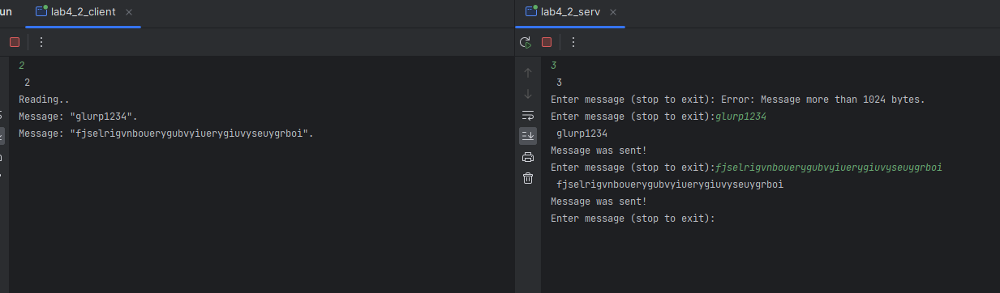 un
lab4_2_client
2
2
Reading..
Message: "glurp1234".
Message: "fjselrigvnbouerygubvyiuerygiuvyseuygrboi".
lab4_2_serv
3
3
Enter message (stop to exit): Error: Message more than 1024 bytes.
Enter message (stop to exit):glurp1234
glurp1234
Message was sent!
Enter message (stop to exit):fjselrigvnbouerygubvyiuerygiuvyseuygrboi
fjselrigvnbouerygubvyiuerygiuvyseuygrboi
Message was sent!
Enter message (stop to exit):